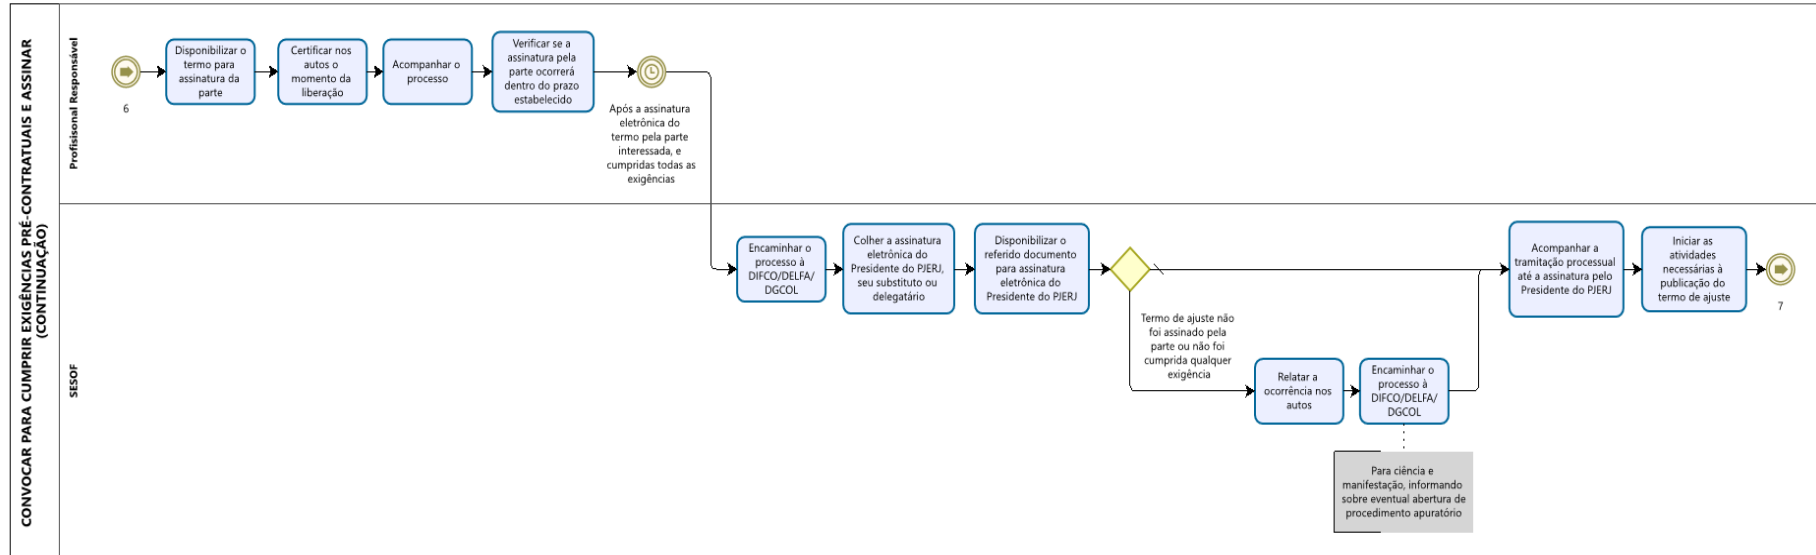 CONVOCAR PARA CUMPRIR EXIGÊNCIAS PRÉ-CONTRATUAIS E ASSINAR
(CONTINUAÇÃO)
Profisisonal Responsável
6
Disponibilizar o
termo para
assinatura da
parte
Certificar nos
autos o
momento da
liberação
Acompanhar o
processo
Verificar se a
assinatura pela
parte ocorrerá
dentro do prazo
estabelecido
Após a assinatura
eletrônica do
termo pela parte
interessada, e
cumpridas todas as
exigências
SESOF
Encaminhar o
processo à
DIFCO/DELFA/
DGCOL
Colher a assinatura
eletrônica do
Presidente do PJERJ,
seu substituto ou
delegatário
Disponibilizar o
referido documento
para assinatura
eletrônica do
Presidente do PJERJ
Termo de ajuste não
foi assinado pela
parte ou não foi
cumprida qualquer
exigência
Relatar a
ocorrência nos
autos
Encaminhar o
processo à
DIFCO/DELFA/
DGCOL
Para ciência e
manifestação, informando
sobre eventual abertura de
procedimento apuratório
Acompanhar a
tramitação processual
até a assinatura pelo
Presidente do PJERJ
Iniciar as
atividades
necessárias à
publicação do
termo de ajuste
7